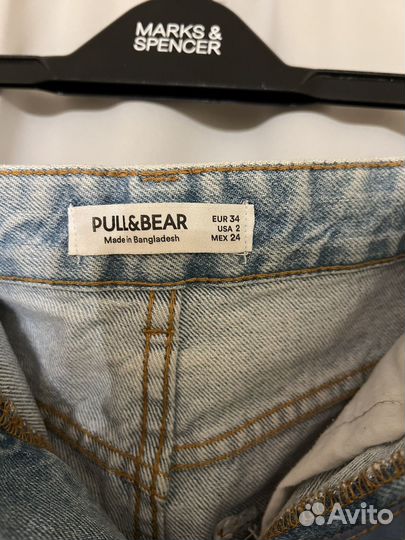 MARKS &
SPENCER
PULL&BEAR
Made in Bangladesh
EUR 34
USA 2
MEX 24
Avito